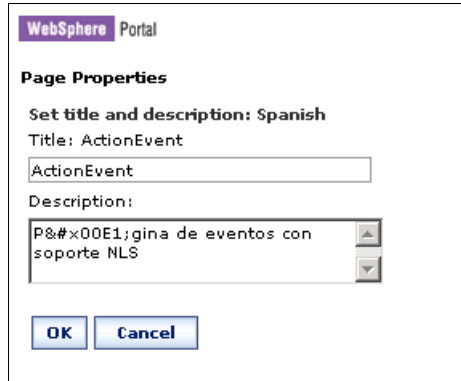 WebSphere Portal
Page Properties
Set title and description: Spanish
Title: ActionEvent
ActionEvent
Description:
P&#x00E1;gina de eventos con
soporte NLS
OK Cancel